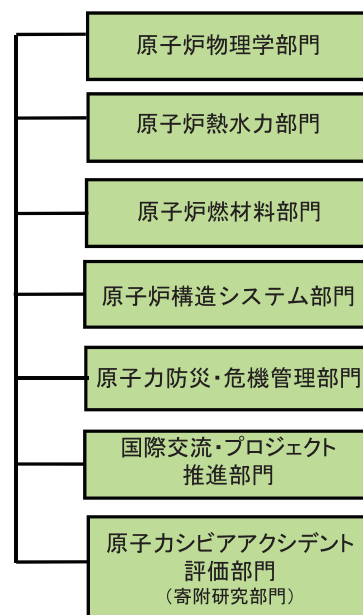 原子炉物理学部門
原子炉熱水力部門
原子炉燃材料部門
原子炉構造システム部門
原子力防災・危機管理部門
国際交流・プロジェクト
推進部門
原子力シビアアクシデント
評価部門
（寄附研究部門）